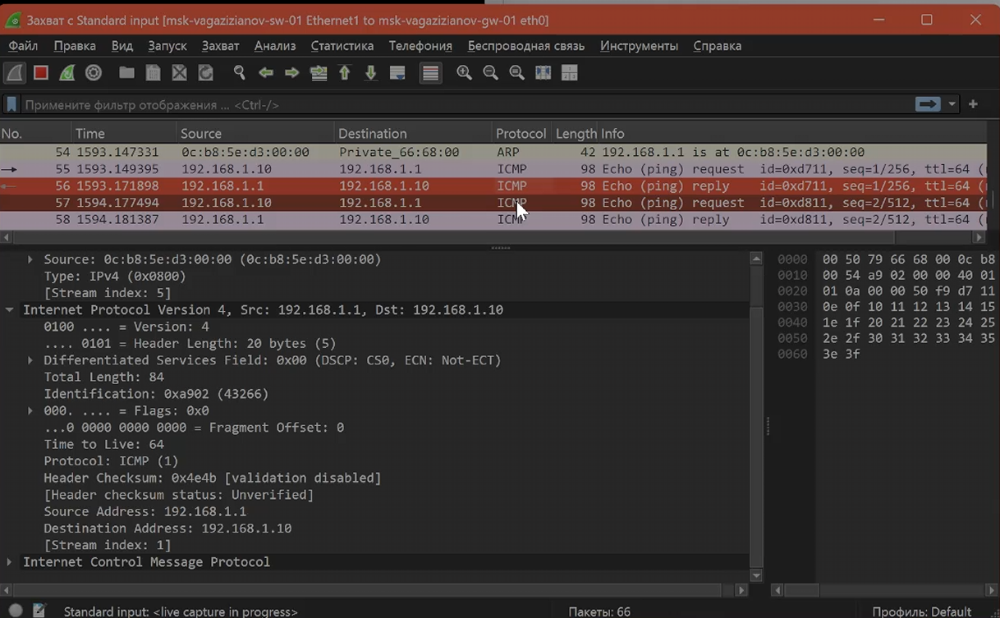 Захват с Standard input [msk-vagazizianov-sw-01 Ethernet1 to msk-vagazizianov-gw-01 eth0]
Файл Правка Вид Запуск Захват Анализ Статистика Телефония Беспроводная связь Инструменты Справка
Примените фильтр отображения ... <Ctrl-/>
No. Time Source Destination Protocol Length Info
54 1593.147331 0c:b8:5e:d3:00:00 Private_66:68:00 ARP 42 192.168.1.1 is at 0c:b8:5e:d3:00:00
55 1593.149395 192.168.1.10 192.168.1.1 ICMP 98 Echo (ping) request id=0xd711, seq=1/256, ttl=64 (
56 1593.171898 192.168.1.1 192.168.1.10 ICMP 98 Echo (ping) reply id=0xd711, seq=1/256, ttl=64 (
57 1594.177494 192.168.1.10 192.168.1.1 ICMP 98 Echo (ping) request id=0xd811, seq=2/512, ttl=64 (
58 1594.181387 192.168.1.1 192.168.1.10 ICMP 98 Echo (ping) reply id=0xd811, seq=2/512, ttl=64 (
Source: 0c:b8:5e:d3:00:00 (0c:b8:5e:d3:00:00)
Type: IPv4 (0x0800)
[Stream index: 5]
Internet Protocol Version 4, Src: 192.168.1.1, Dst: 192.168.1.10
0100 .... = Version: 4
.... 0101 = Header Length: 20 bytes (5)
Differentiated Services Field: 0x00 (DSCP: CS0, ECN: Not-ECT)
Total Length: 84
Identification: 0xa902 (43266)
000. .... = Flags: 0x0
...0 0000 0000 0000 = Fragment Offset: 0
Time to Live: 64
Protocol: ICMP (1)
Header Checksum: 0x4e4b [validation disabled]
[Header checksum status: Unverified]
Source Address: 192.168.1.1
Destination Address: 192.168.1.10
[Stream index: 1]
Internet Control Message Protocol
0000 00 50 79 66 68 00 0c b8
0010 00 54 a9 02 00 00 40 01
0020 01 0a 00 00 50 f9 d7 11
0030 0e 0f 10 11 12 13 14 15
0040 1e 1f 20 21 22 23 24 25
0050 2e 2f 30 31 32 33 34 35
0060 3e 3f
Standard input: <live capture in progress> Пакеты: 66 Профиль: Default